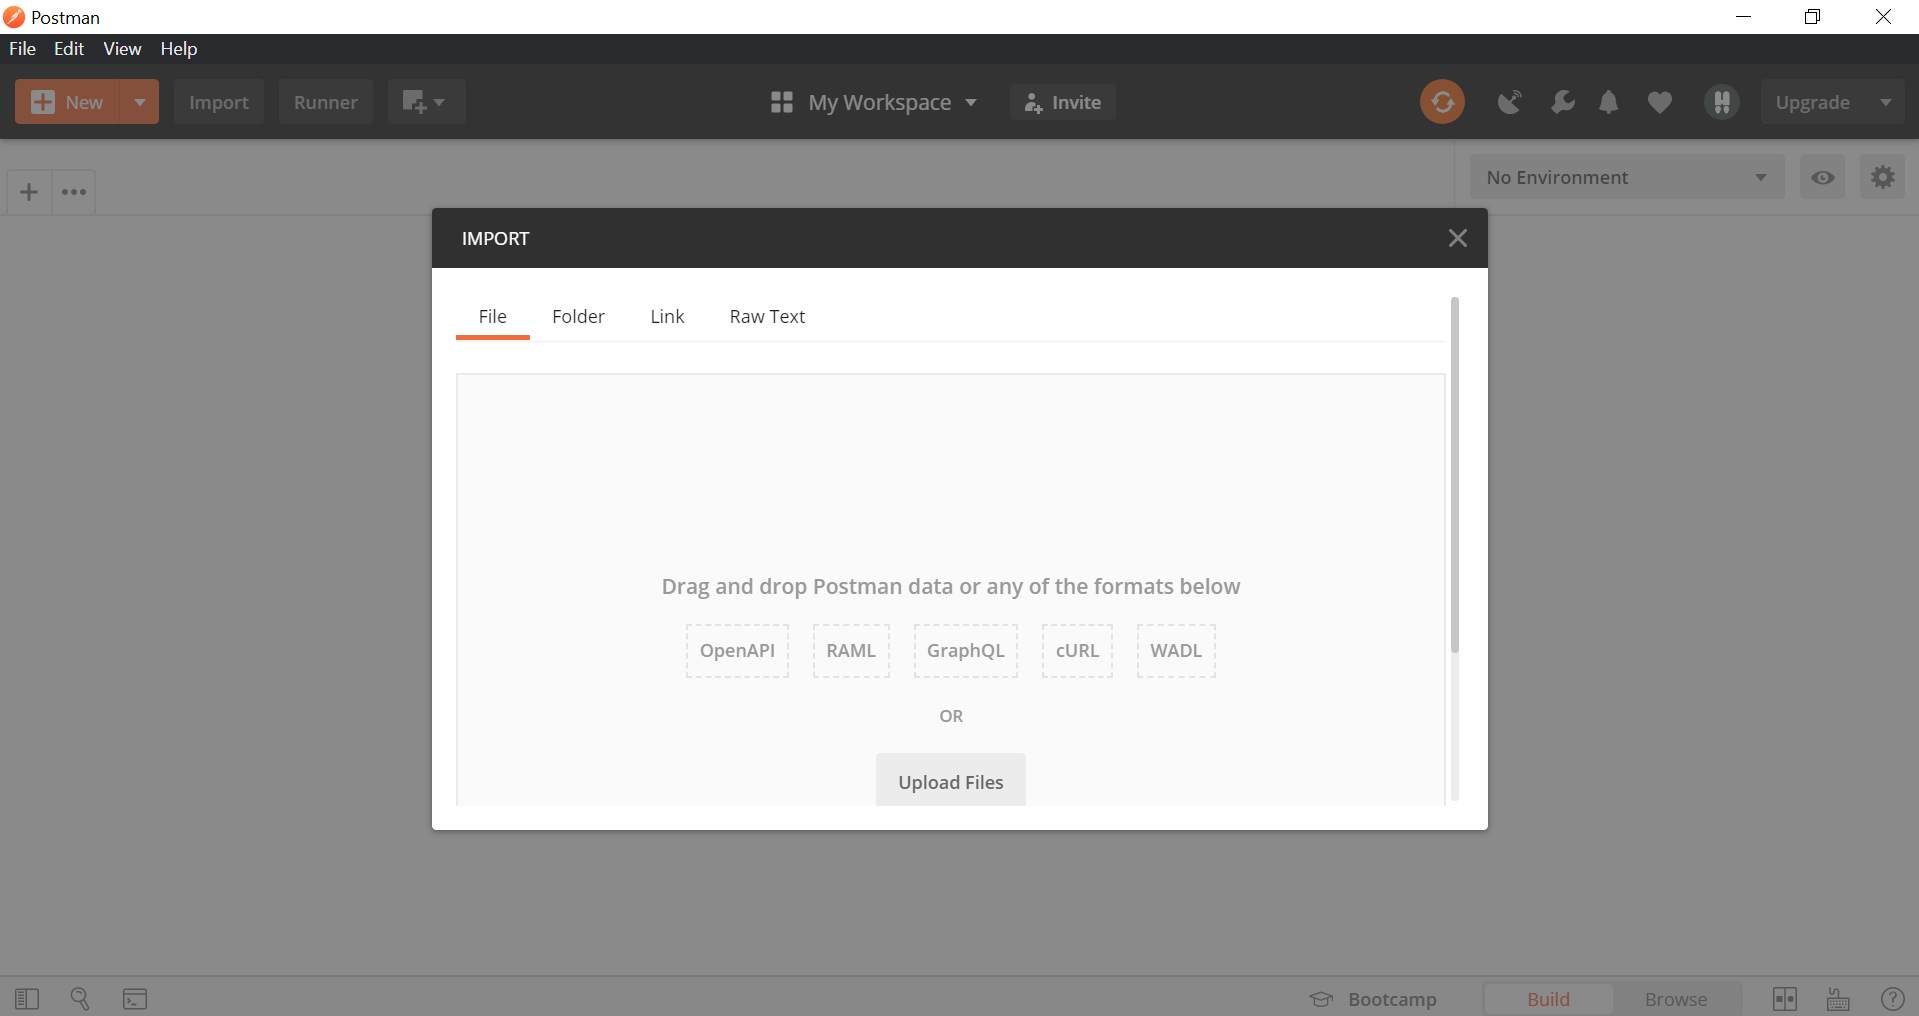 Postman
File Edit View Help
New Import Runner My Workspace Invite Upgrade
No Environment
IMPORT
File Folder Link Raw Text
Drag and drop Postman data or any of the formats below
OpenAPI RAML GraphQL cURL WADL
OR
Upload Files
Bootcamp Build Browse